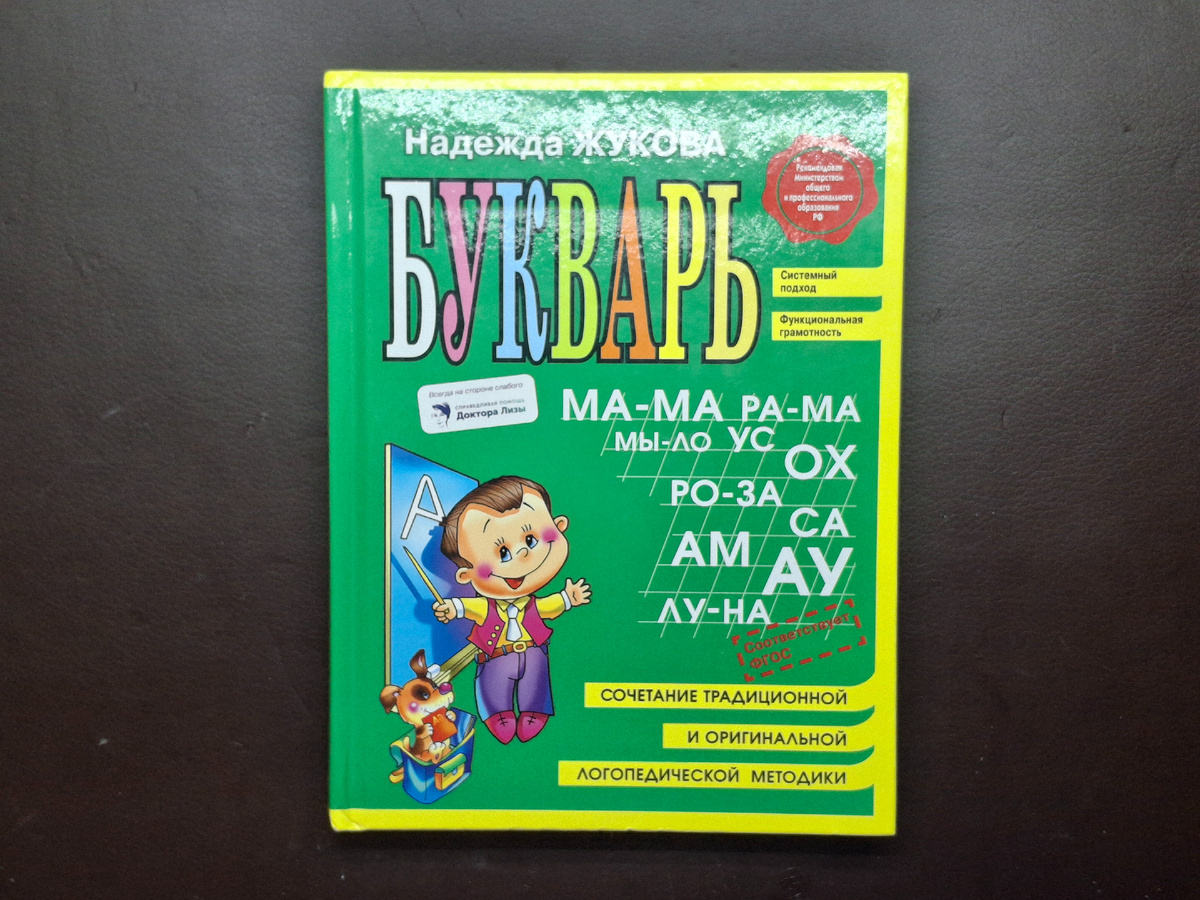 Надежда ЖУКОВА
БУКВАРЬ
Рекомендован
Министерством
общего
и профессионального
образования
РФ
Системный
подход
Функциональная
грамотность
Всегда на стороне слабого
СПРАВЕДЛИВАЯ ПОМОЩЬ
Доктора Лизы
МА-МА РА-МА
МЫ-ЛО УС
ОХ
РО-ЗА
СА
АМ
АУ
ЛУ-НА
Соответствует
ФГОС
А
СОЧЕТАНИЕ ТРАДИЦИОННОЙ
И ОРИГИНАЛЬНОЙ
ЛОГОПЕДИЧЕСКОЙ МЕТОДИКИ